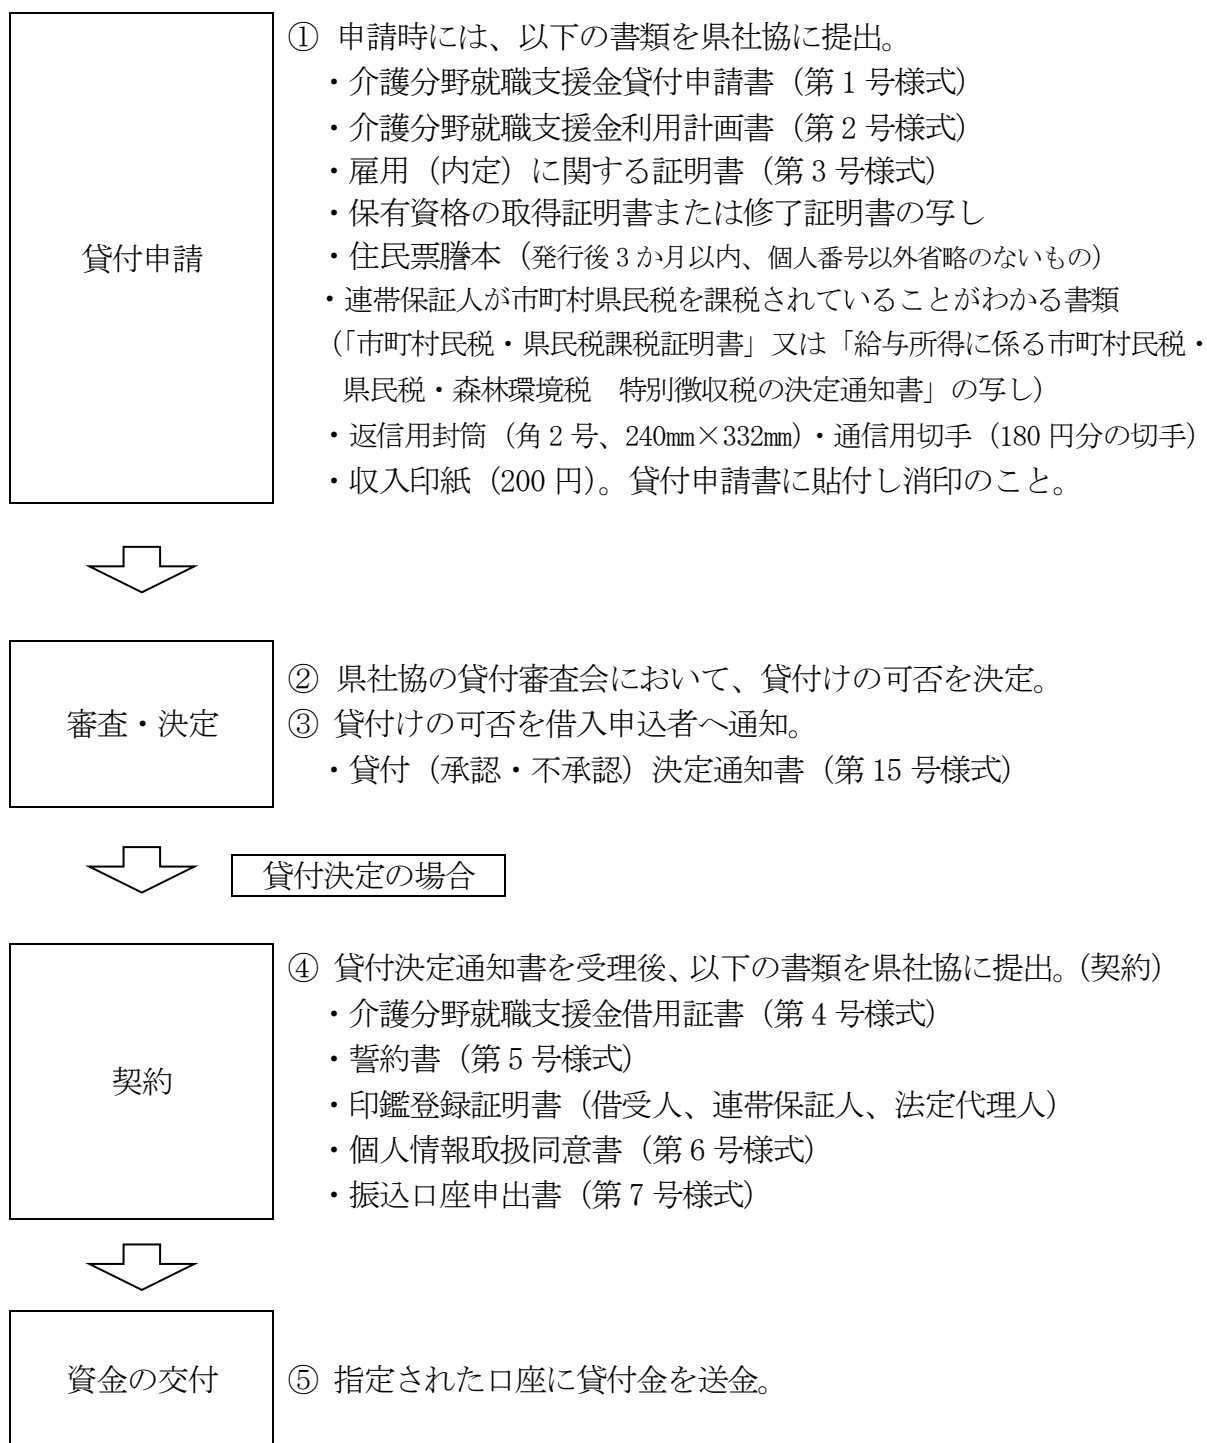 貸付申請
① 申請時には、以下の書類を県社協に提出。
・介護分野就職支援金貸付申請書（第1号様式）
・介護分野就職支援金利用計画書（第2号様式）
・雇用（内定）に関する証明書（第3号様式）
・保有資格の取得証明書または修了証明書の写し
・住民票謄本（発行後3か月以内、個人番号以外省略のないもの）
・連帯保証人が市町村県民税を課税されていることがわかる書類
（「市町村民税・県民税課税証明書」又は「給与所得に係る市町村民税・
県民税・森林環境税　特別徴収税の決定通知書」の写し）
・返信用封筒（角2号、240㎜×332㎜）・通信用切手（180円分の切手）
・収入印紙（200円）。貸付申請書に貼付し消印のこと。
審査・決定
② 県社協の貸付審査会において、貸付けの可否を決定。
③ 貸付けの可否を借入申込者へ通知。
・貸付（承認・不承認）決定通知書（第15号様式）
貸付決定の場合
契約
④ 貸付決定通知書を受理後、以下の書類を県社協に提出。（契約）
・介護分野就職支援金借用証書（第4号様式）
・誓約書（第5号様式）
・印鑑登録証明書（借受人、連帯保証人、法定代理人）
・個人情報取扱同意書（第6号様式）
・振込口座申出書（第7号様式）
資金の交付
⑤ 指定された口座に貸付金を送金。